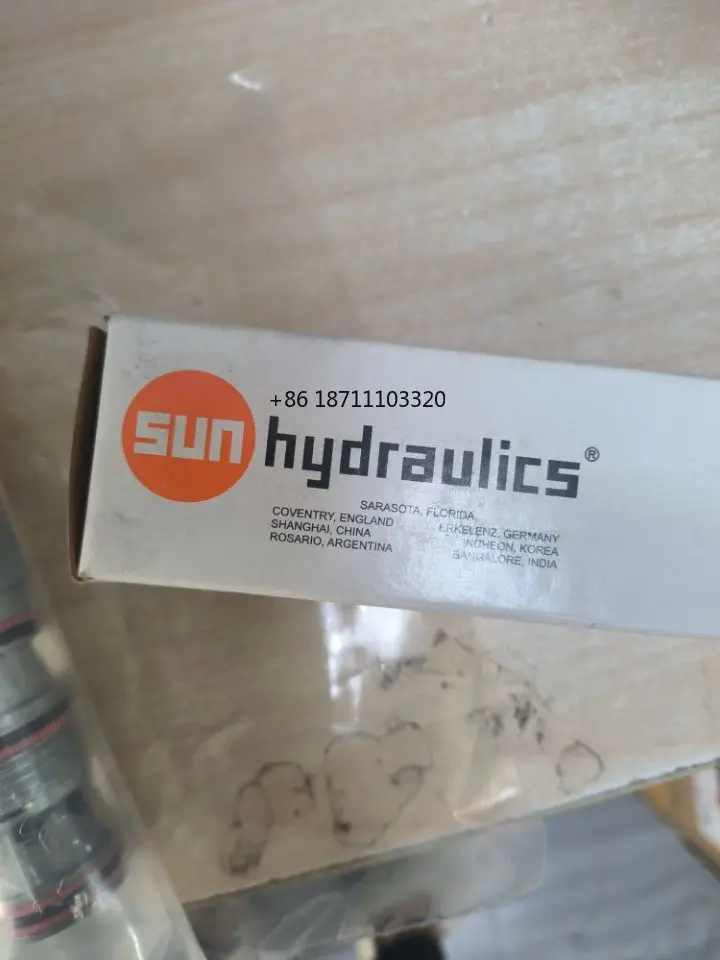 +86 18711103320
sun hydraulics®
SARASOTA, FLORIDA
COVENTRY, ENGLAND ERKELENZ, GERMANY
SHANGHAI, CHINA INCHEON, KOREA
ROSARIO, ARGENTINA BANGALORE, INDIA